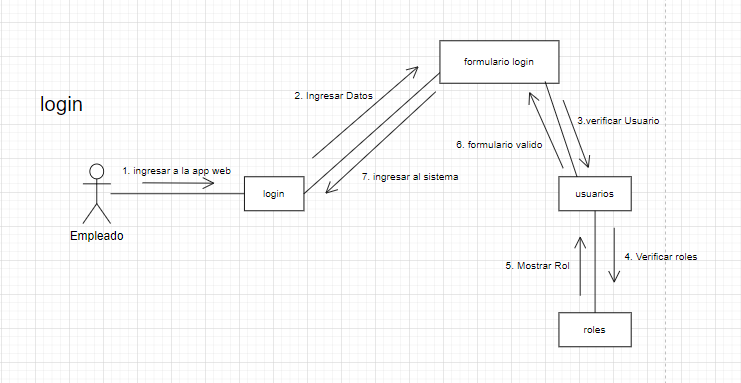 formulario login
2. Ingresar Datos
login
3.verificar Usuario
6. formulario valido
1. ingresar a la app web
7. ingresar al sistema
login
usuarios
Empleado
4. Verificar roles
5. Mostrar Rol
roles